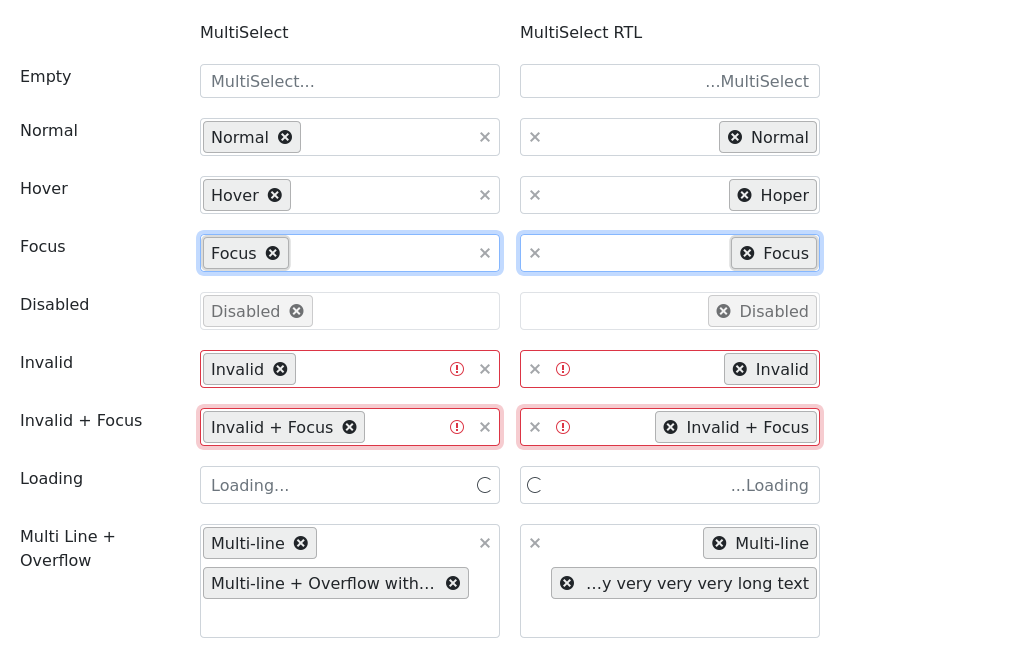 MultiSelect MultiSelect RTL
Empty MultiSelect... ...MultiSelect
Normal Normal Normal
Hover Hover Hoper
Focus Focus Focus
Disabled Disabled Disabled
Invalid Invalid Invalid
Invalid + Focus Invalid + Focus Invalid + Focus
Loading Loading... ...Loading
Multi Line + Multi-line Multi-line
Overflow
Multi-line + Overflow with... ...y very very very long text